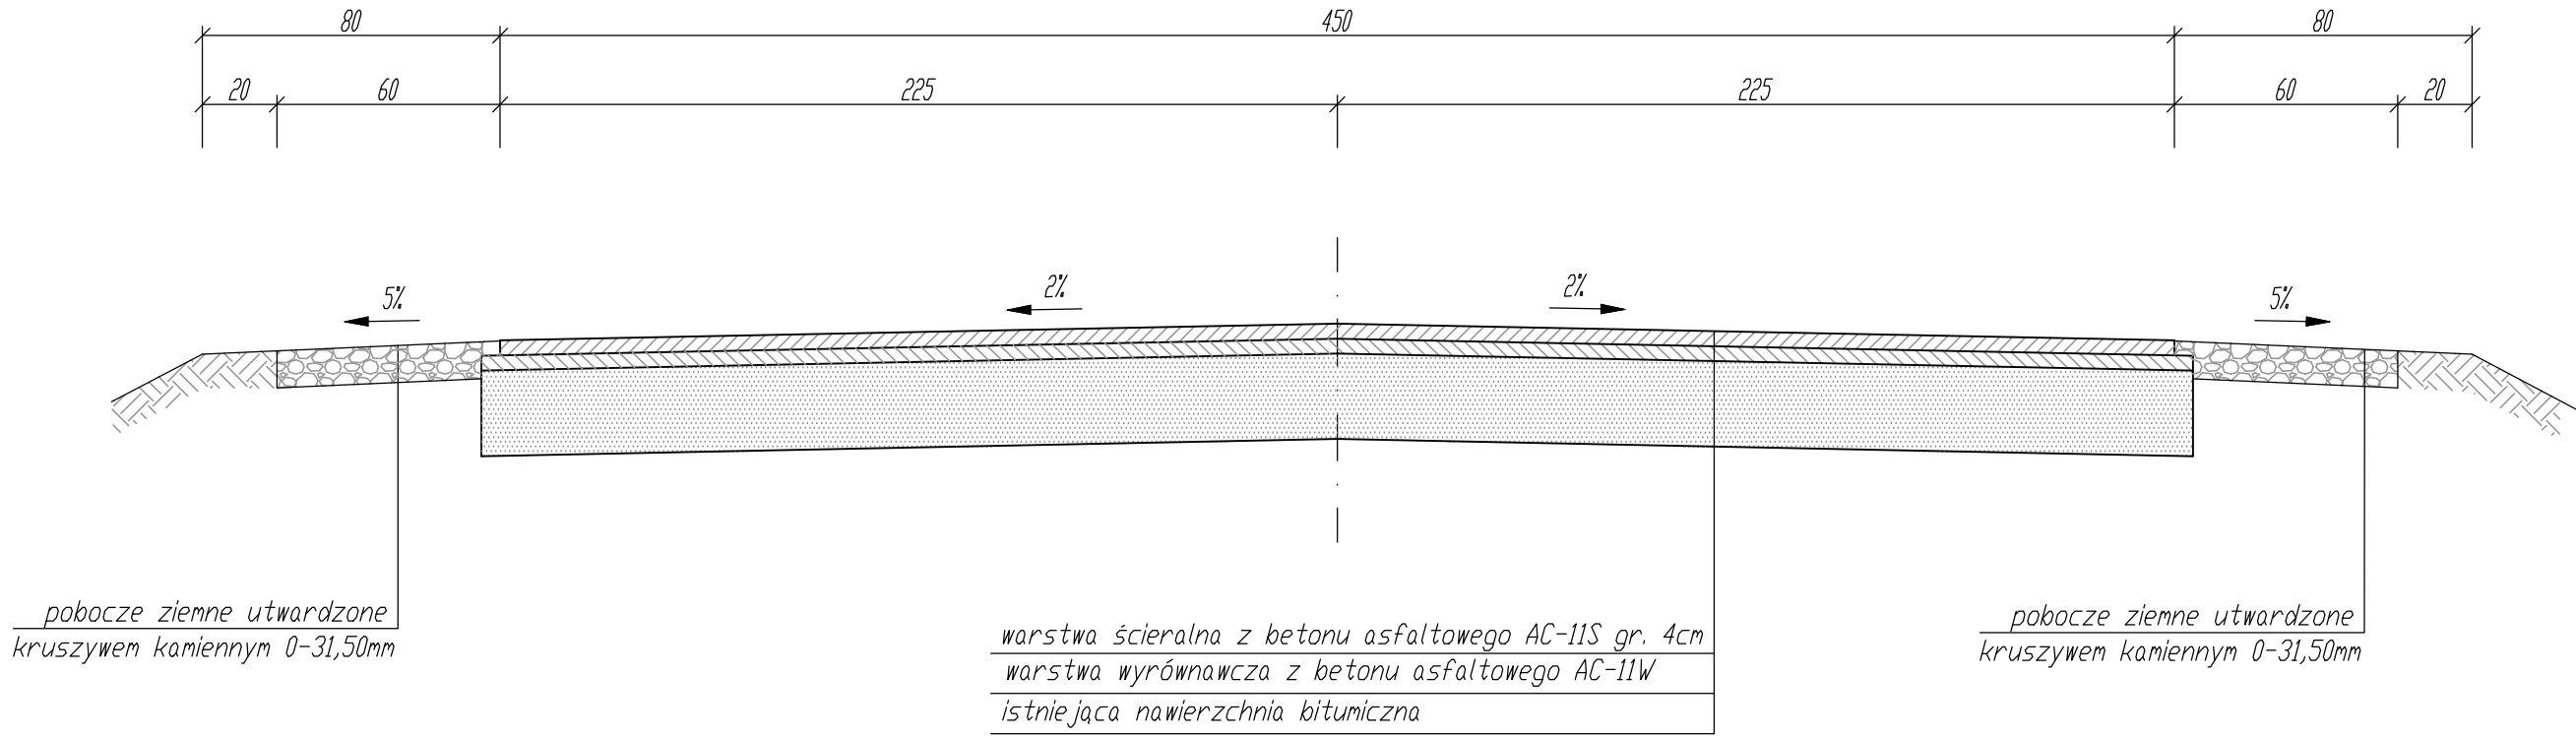 80 450 80
20 60 225 225 60 20
5% 2% 2% 5%
pobocze ziemne utwardzone
kruszywem kamiennym 0-31,50mm
warstwa ścieralna z betonu asfaltowego AC-11S gr. 4cm
warstwa wyrównawcza z betonu asfaltowego AC-11W
istniejąca nawierzchnia bitumiczna
pobocze ziemne utwardzone
kruszywem kamiennym 0-31,50mm